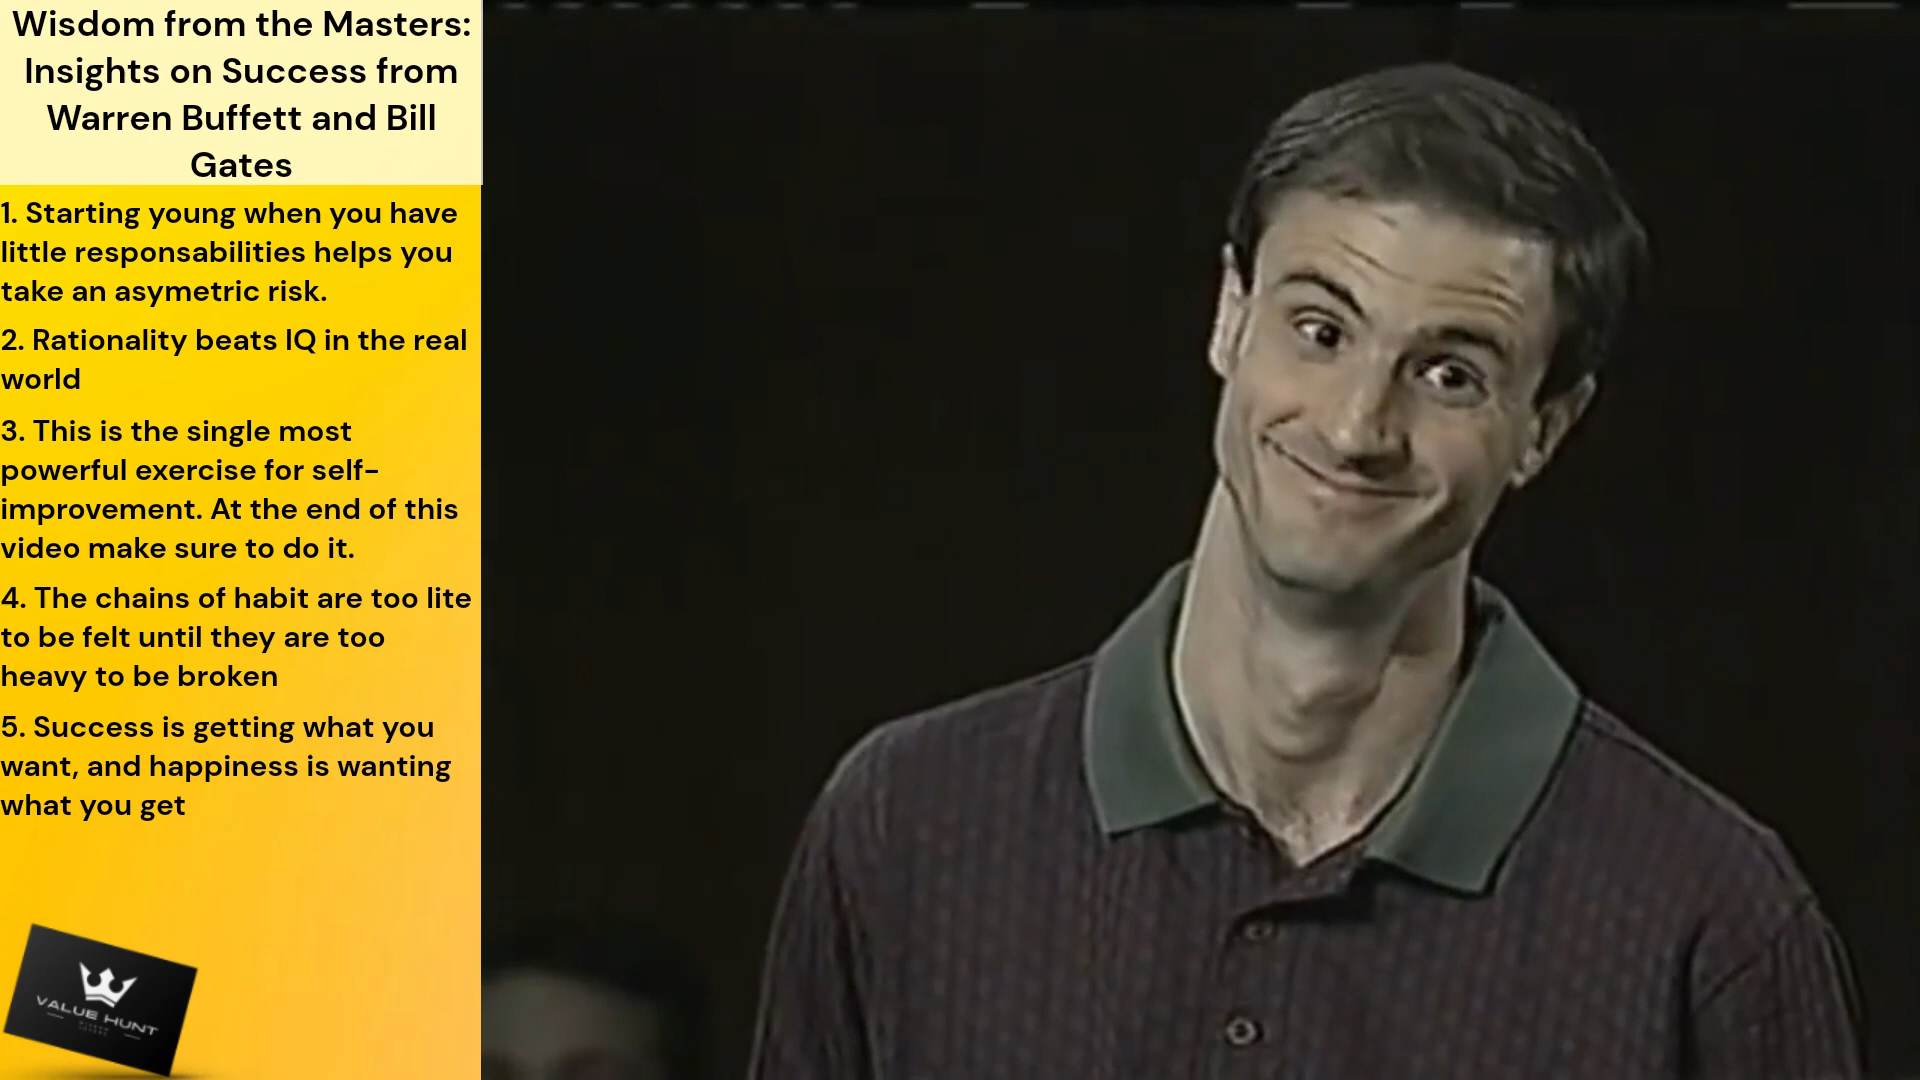 Wisdom from the Masters:
Insights on Success from
Warren Buffett and Bill
Gates
1. Starting young when you have
little responsabilities helps you
take an asymetric risk.
2. Rationality beats IQ in the real
world
3. This is the single most
powerful exercise for self-
improvement. At the end of this
video make sure to do it.
4. The chains of habit are too lite
to be felt until they are too
heavy to be broken
5. Success is getting what you
want, and happiness is wanting
what you get
VALUE HUNT